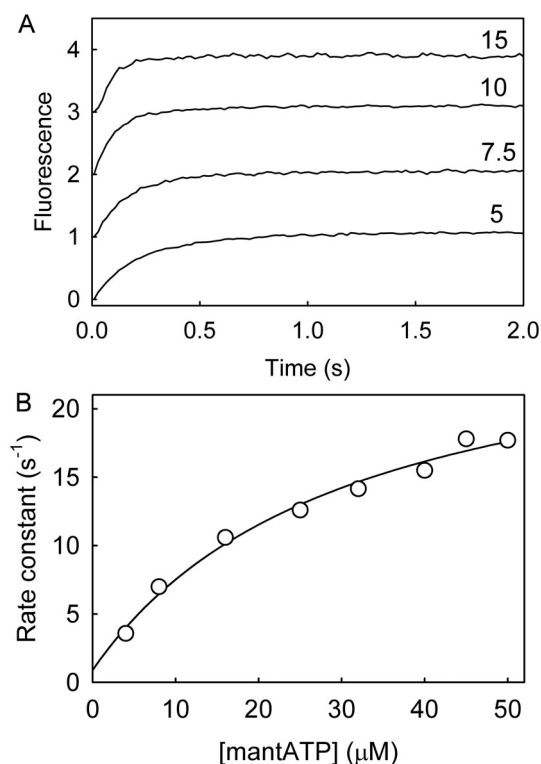 A
4
3
2
1
0
Fluorescence
15
10
7.5
5
0.0 0.5 1.0 1.5 2.0
Time (s)
B
20
15
10
5
0
Rate constant (s⁻¹)
0 10 20 30 40 50
[mantATP] (μM)